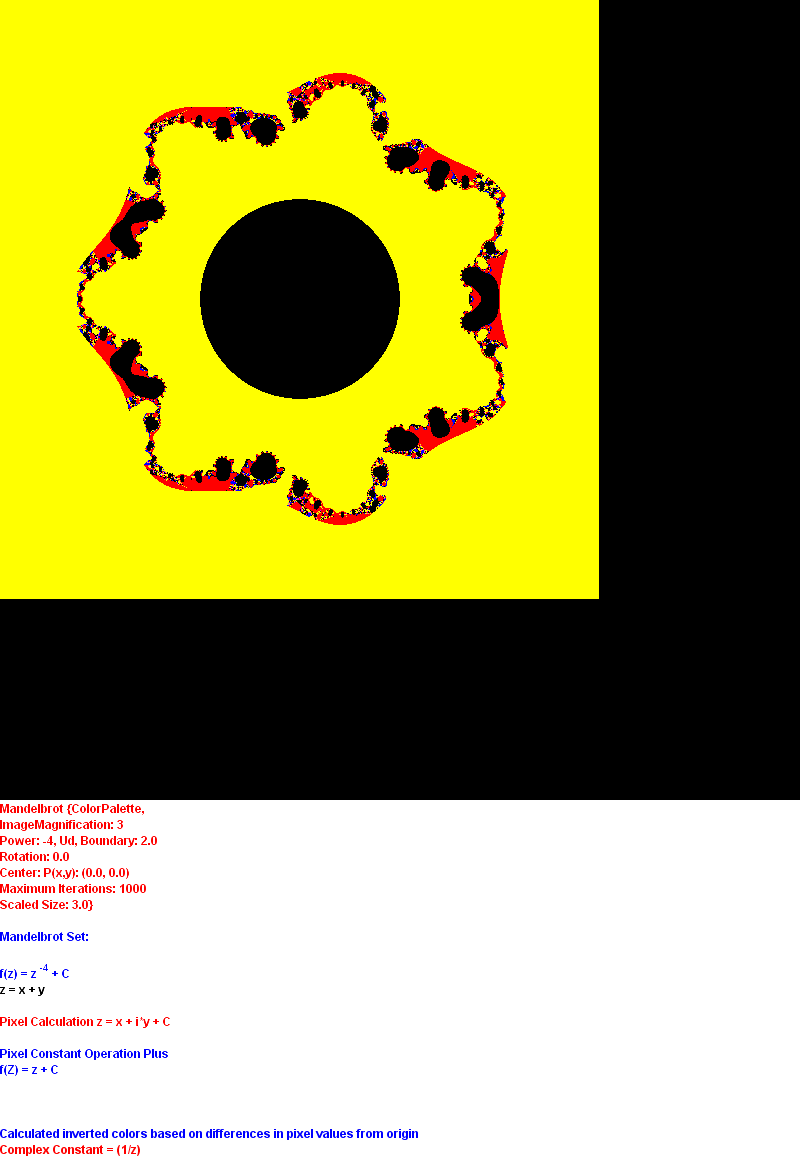 Mandelbrot {ColorPalette,
ImageMagnification: 3
Power: -4, Ud, Boundary: 2.0
Rotation: 0.0
Center: P(x,y): (0.0, 0.0)
Maximum Iterations: 1000
Scaled Size: 3.0}
Mandelbrot Set:
f(z) = z -4 + C
z = x + y
Pixel Calculation z = x + i*y + C
Pixel Constant Operation Plus
f(Z) = z + C
Calculated inverted colors based on differences in pixel values from origin
Complex Constant = (1/z)